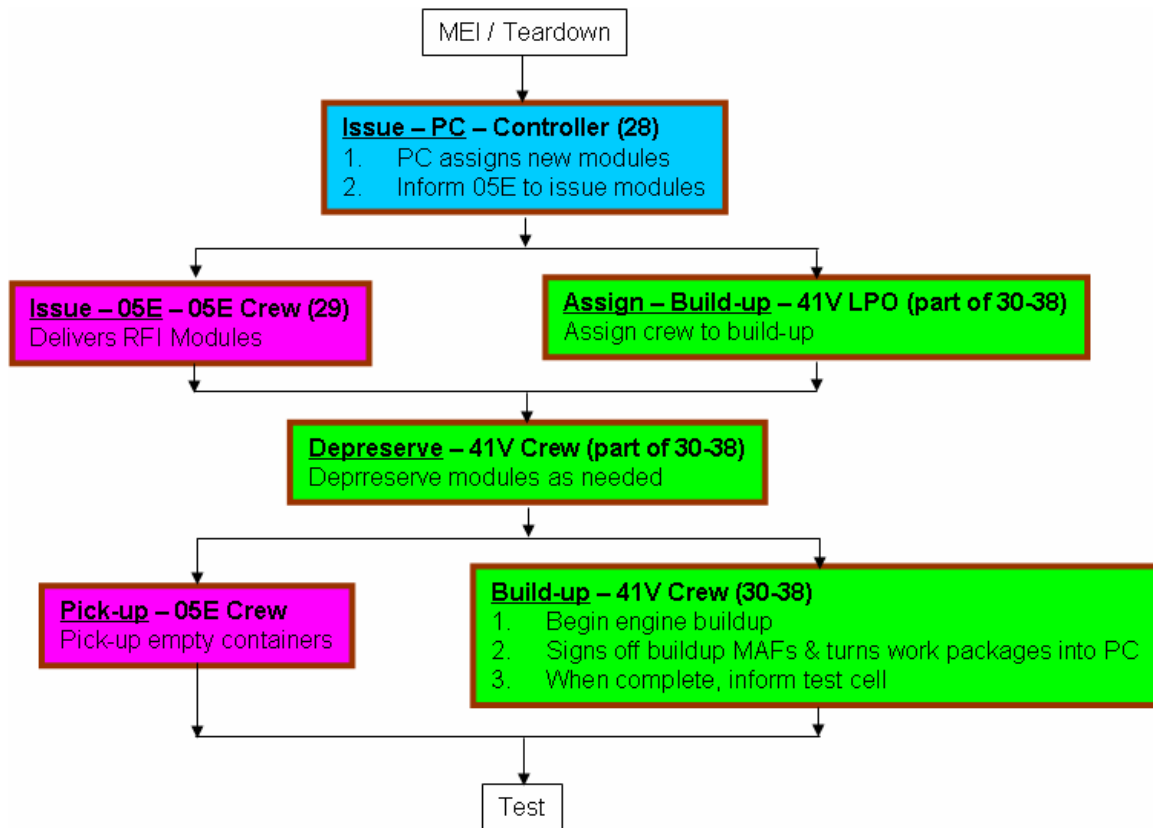 MEI / Teardown
Issue – PC – Controller (28)
1. PC assigns new modules
2. Inform 05E to issue modules
Issue – 05E – 05E Crew (29)
Delivers RFI Modules
Assign – Build-up – 41V LPO (part of 30-38)
Assign crew to build-up
Depreserve – 41V Crew (part of 30-38)
Deprreserve modules as needed
Pick-up – 05E Crew
Pick-up empty containers
Build-up – 41V Crew (30-38)
1. Begin engine buildup
2. Signs off buildup MAFs & turns work packages into PC
3. When complete, inform test cell
Test